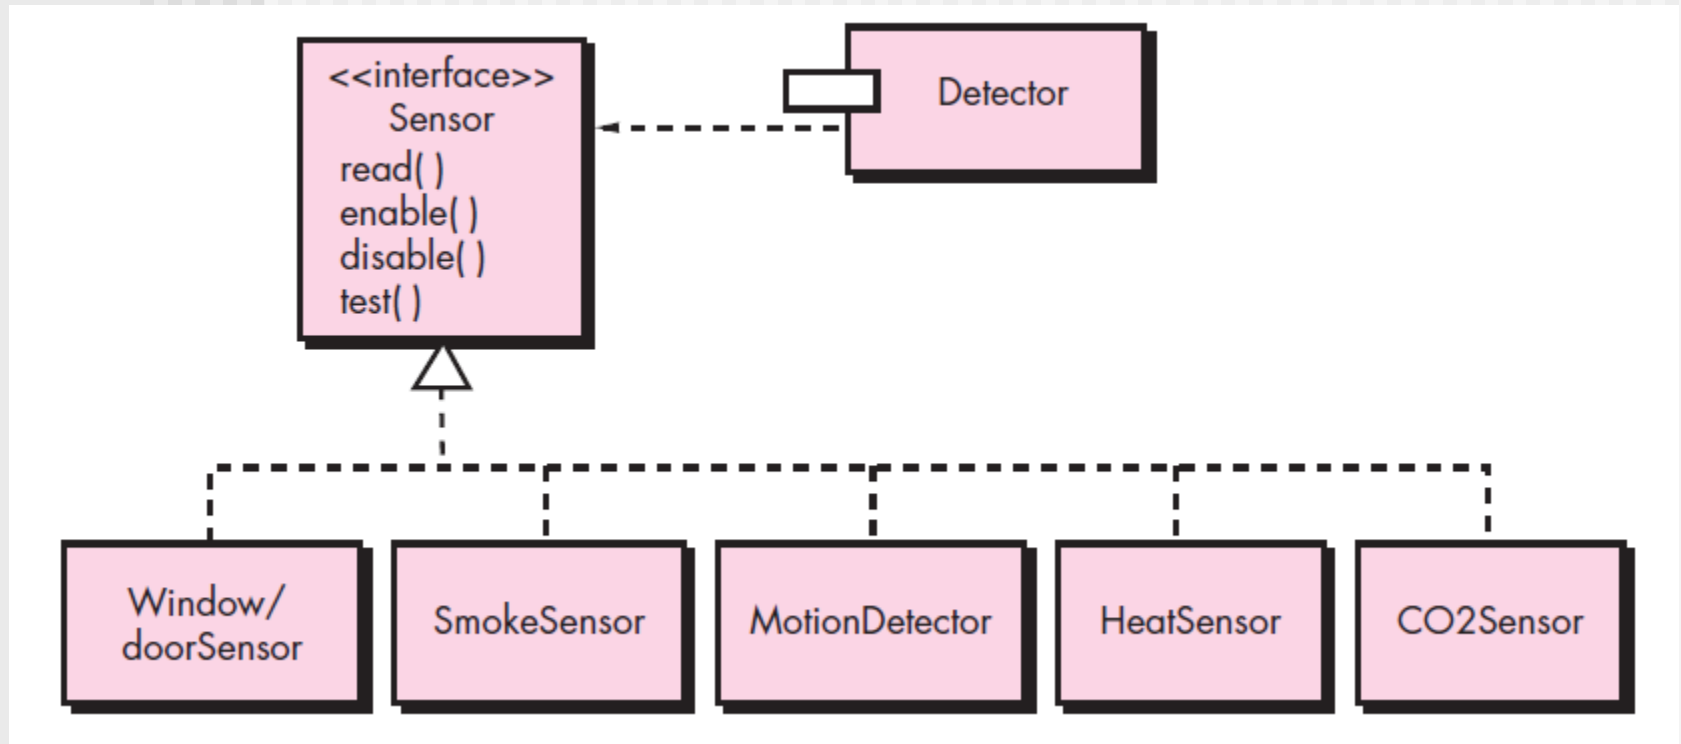 <<interface>>
Sensor
read( )
enable( )
disable( )
test( )
Detector
Window/
doorSensor
SmokeSensor
MotionDetector
HeatSensor
CO2Sensor